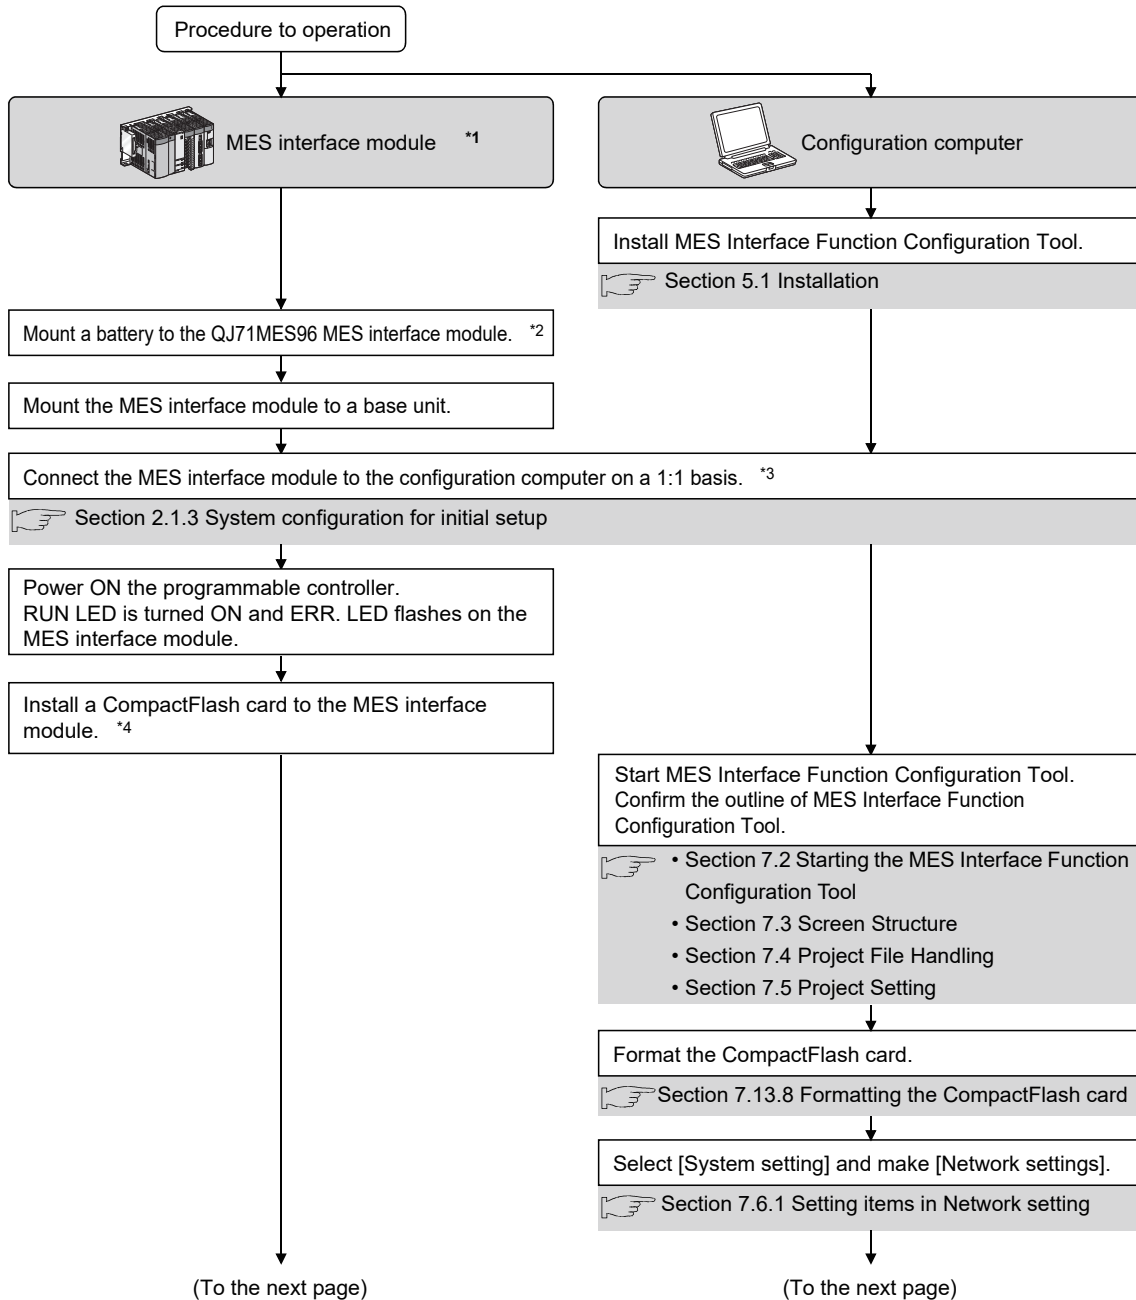 Procedure to operation
MES interface module *1
Configuration computer
Install MES Interface Function Configuration Tool.
Section 5.1 Installation
Mount a battery to the QJ71MES96 MES interface module. *2
Mount the MES interface module to a base unit.
Connect the MES interface module to the configuration computer on a 1:1 basis. *3
Section 2.1.3 System configuration for initial setup
Power ON the programmable controller.
RUN LED is turned ON and ERR. LED flashes on the
MES interface module.
Install a CompactFlash card to the MES interface
module. *4
Start MES Interface Function Configuration Tool.
Confirm the outline of MES Interface Function
Configuration Tool.
• Section 7.2 Starting the MES Interface Function
Configuration Tool
• Section 7.3 Screen Structure
• Section 7.4 Project File Handling
• Section 7.5 Project Setting
Format the CompactFlash card.
Section 7.13.8 Formatting the CompactFlash card
Select [System setting] and make [Network settings].
Section 7.6.1 Setting items in Network setting
(To the next page)
(To the next page)